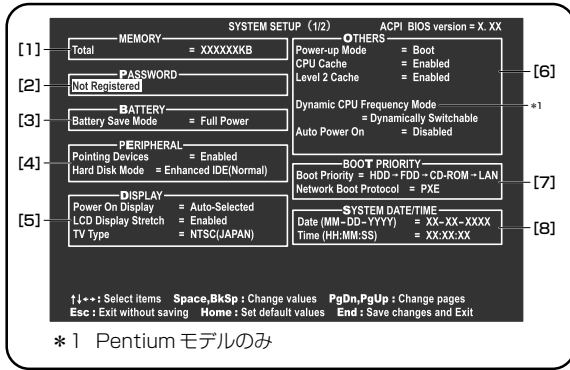 SYSTEM SETUP (1/2) ACPI BIOS version = X. XX
[1]
MEMORY
Total = XXXXXXKB
[2]
PASSWORD
Not Registered
[3]
BATTERY
Battery Save Mode = Full Power
[4]
PERIPHERAL
Pointing Devices = Enabled
Hard Disk Mode = Enhanced IDE(Normal)
[5]
DISPLAY
Power On Display = Auto-Selected
LCD Display Stretch = Enabled
TV Type = NTSC(JAPAN)
OTHERS
Power-up Mode = Boot
CPU Cache = Enabled
Level 2 Cache = Enabled
[6]
Dynamic CPU Frequency Mode
*1
= Dynamically Switchable
Auto Power On = Disabled
BOOT PRIORITY
Boot Priority = HDD→FDD→CD-ROM→LAN
Network Boot Protocol = PXE
[7]
SYSTEM DATE/TIME
Date (MM-DD-YYYY) = XX-XX-XXXX
Time (HH:MM:SS) = XX:XX:XX
[8]
↑↓←→ : Select items Space,BkSp : Change values PgDn,PgUp : Change pages
Esc : Exit without saving Home : Set default values End : Save changes and Exit
*1 Pentiumモデルのみ